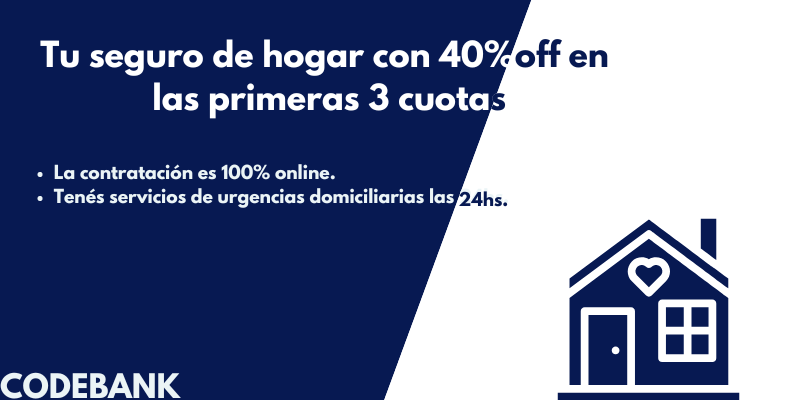 Tu seguro de hogar con 40% off en
las primeras 3 cuotas
• La contratación es 100% online.
• Tenés servicios de urgencias domiciliarias las 24hs.
CODEBANK